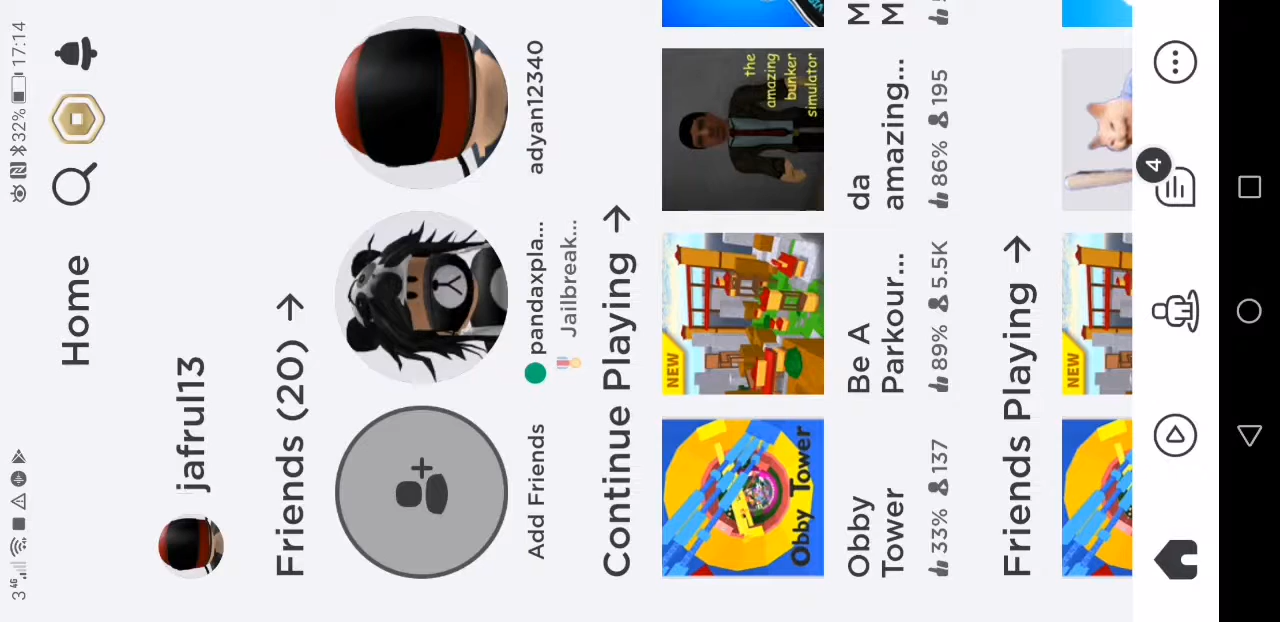 3 4G 32% 17:14
Home
jafrul13
Friends (20) →
Add Friends
pandaxpla...
Jailbreak...
adyan12340
Continue Playing →
Obby Tower
NEW
the
amazing
bunker
simulator
Obby
Tower
33% 137
Be A
Parkour...
89% 5.5K
da
amazing...
86% 195
M
M
Friends Playing →
NEW
4